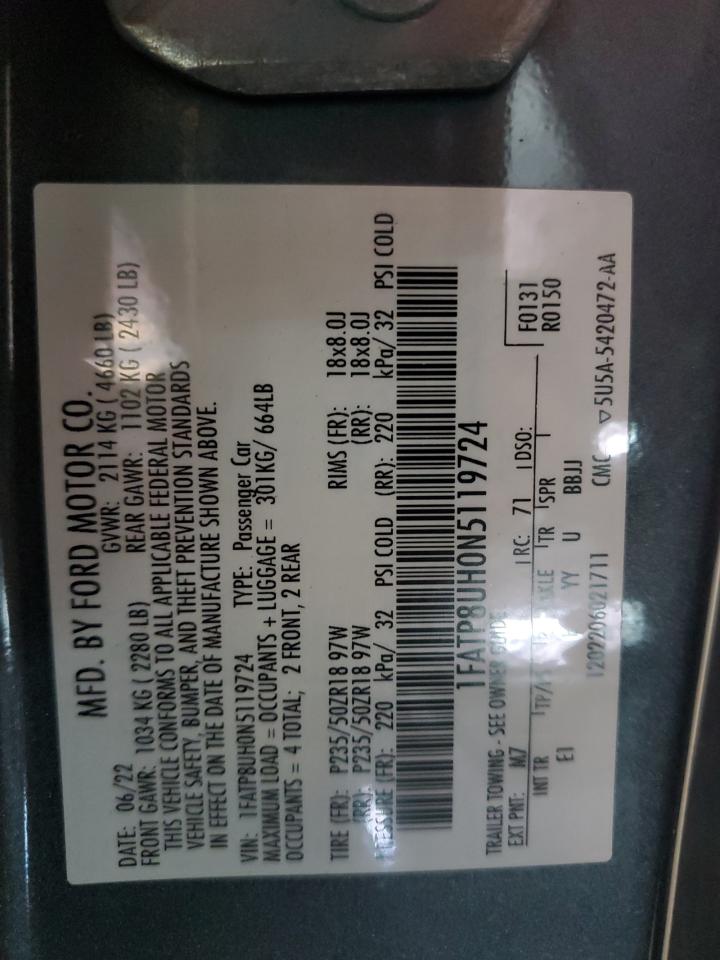 MFD. BY FORD MOTOR CO.
DATE: 06/22 GVWR: 2114 KG ( 4660 LB)
FRONT GAWR: 1034 KG ( 2280 LB) REAR GAWR: 1102 KG ( 2430 LB)
THIS VEHICLE CONFORMS TO ALL APPLICABLE FEDERAL MOTOR
VEHICLE SAFETY, BUMPER, AND THEFT PREVENTION STANDARDS
IN EFFECT ON THE DATE OF MANUFACTURE SHOWN ABOVE.
VIN: 1FATP8UH0N5119724 TYPE: Passenger Car
MAXIMUM LOAD = OCCUPANTS + LUGGAGE = 301KG/ 664LB
OCCUPANTS = 4 TOTAL; 2 FRONT, 2 REAR
TIRE (FR): P235/50ZR18 97W RIMS (FR): 18x8.0J
(RR): P235/50ZR18 97W (RR): 18x8.0J
PRESSURE (FR): 220 kPa/ 32 PSI COLD (RR): 220 kPa/ 32 PSI COLD
1FATP8UH0N5119724
TRAILER TOWING - SEE OWNER GUIDE
EXT PNT: M7 RC: 71 DSO: F0131
R0150
INT TR TP/ AXLE TR SPR
E1 YY U BBJJ
1202206021711 CMC ▽5U5A-5420472-AA